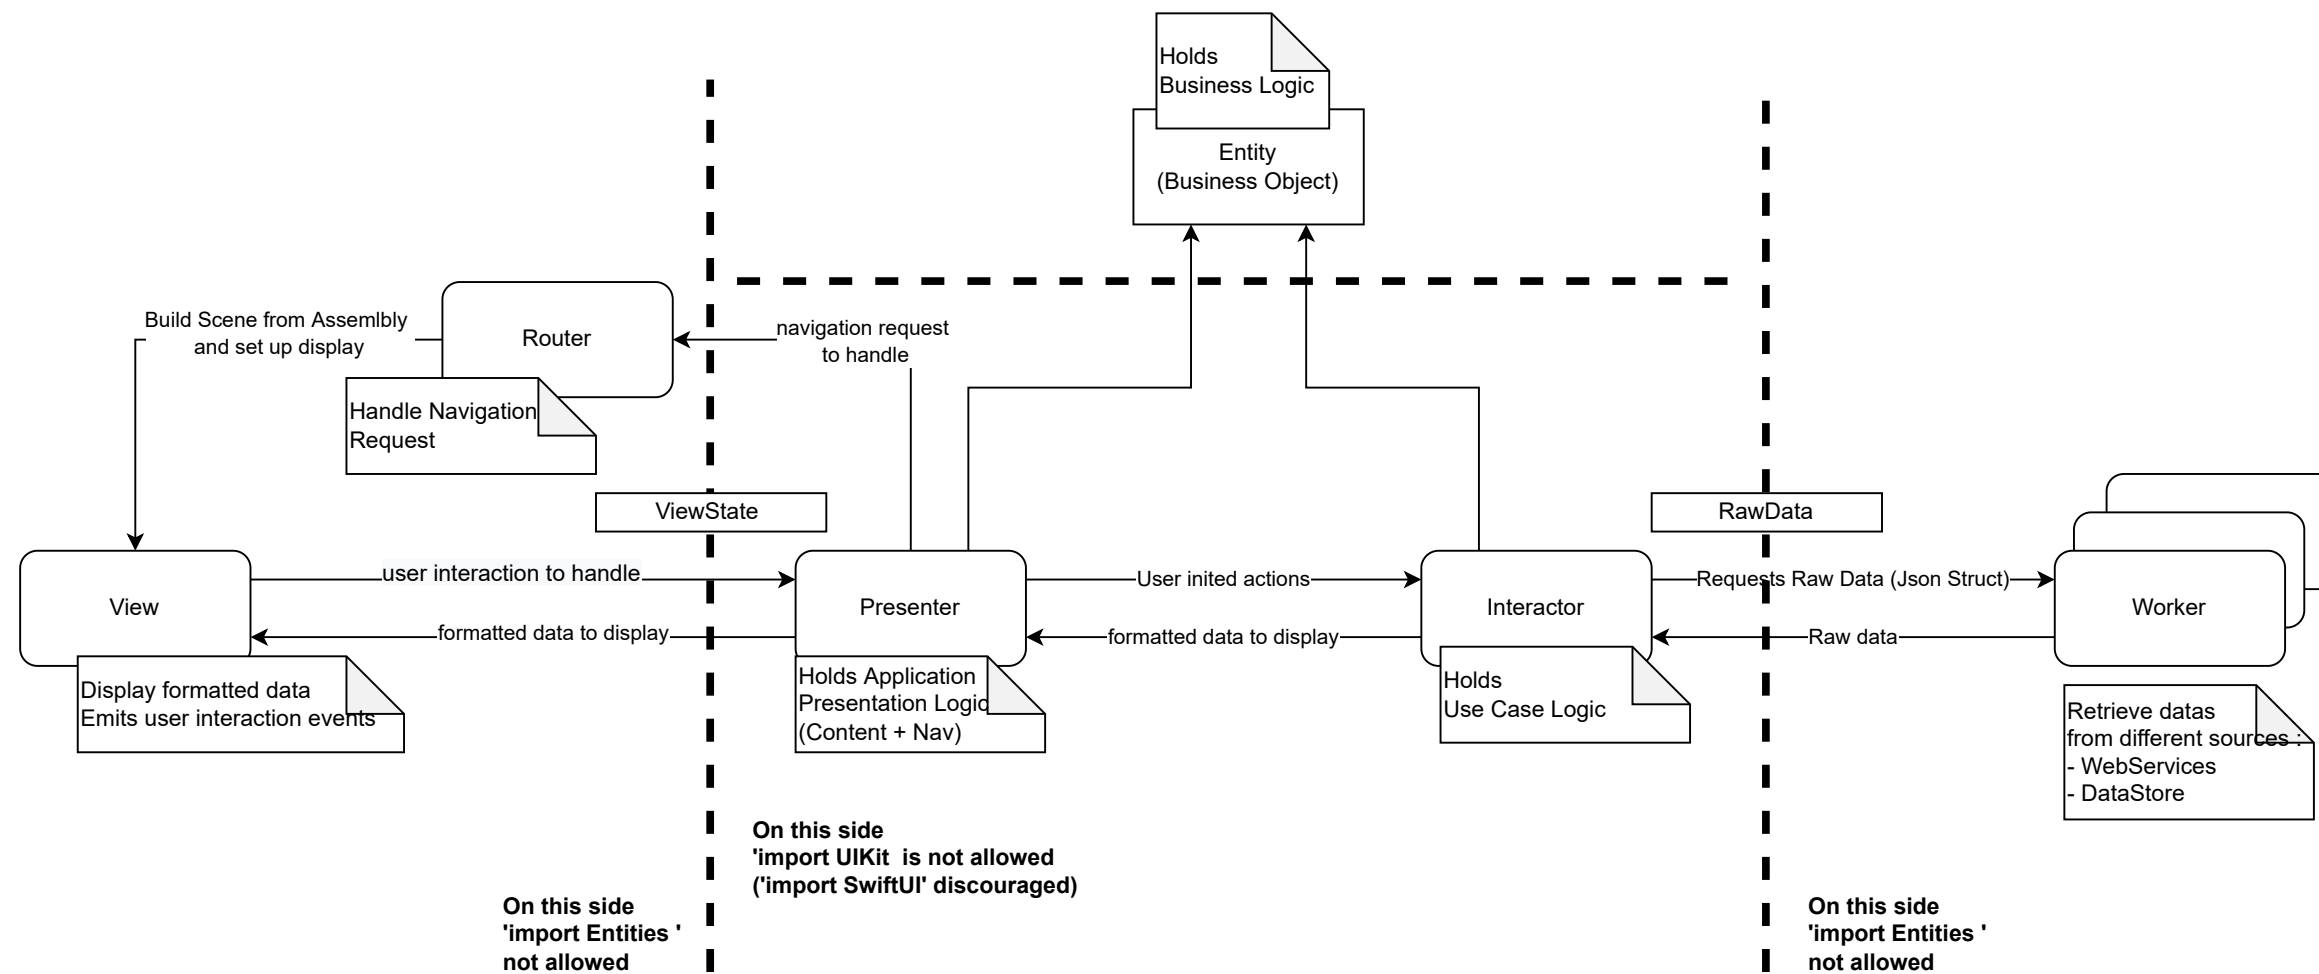 Holds
Business Logic
Entity
(Business Object)
Build Scene from Assemlbly
and set up display
Router
navigation request
to handle
Handle Navigation
Request
ViewState
RawData
View
user interaction to handle
formatted data to display
Presenter
User inited actions
formatted data to display
Interactor
Requests Raw Data (Json Struct)
Raw data
Worker
Display formatted data
Emits user interaction events
Holds Application
Presentation Logic
(Content + Nav)
Holds
Use Case Logic
Retrieve datas
from different sources :
- WebServices
- DataStore
On this side
'import UIKit  is not allowed
('import SwiftUI' discouraged)
On this side
'import Entities '
not allowed
On this side
'import Entities '
not allowed